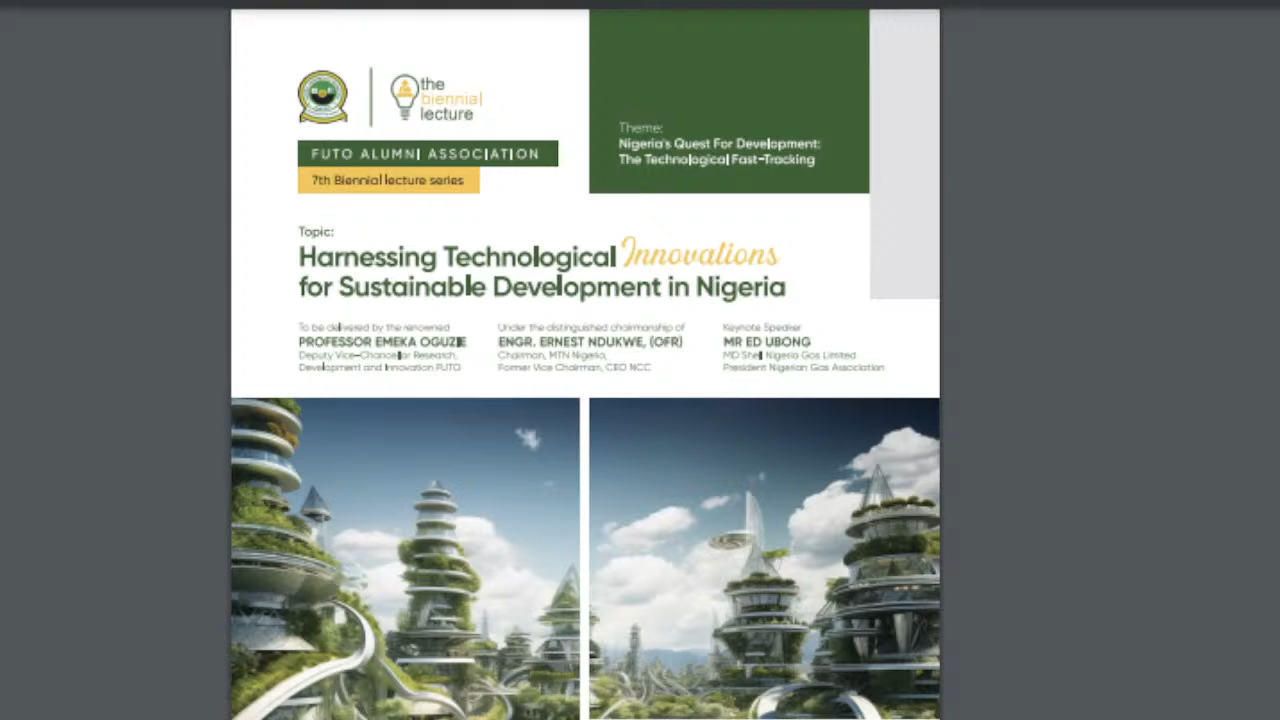 the
biennial
lecture
FUTO ALUMNI ASSOCIATION
7th Biennial lecture series
Theme:
Nigeria's Quest For Development:
The Technological Fast-Tracking
Topic:
Harnessing Technological Innovations
for Sustainable Development in Nigeria
To be delivered by the renowned
PROFESSOR EMEKA OGUZIE
Deputy Vice-Chancellor Research,
Development and Innovation FUTO
Under the distinguished chairmanship of
ENGR. ERNEST NDUKWE, (OFR)
Chairman, MTN Nigeria,
Former Vice Chairman, CEO NCC
Keynote Speaker
MR ED UBONG
MD Shell Nigeria Gas Limited
President Nigerian Gas Association